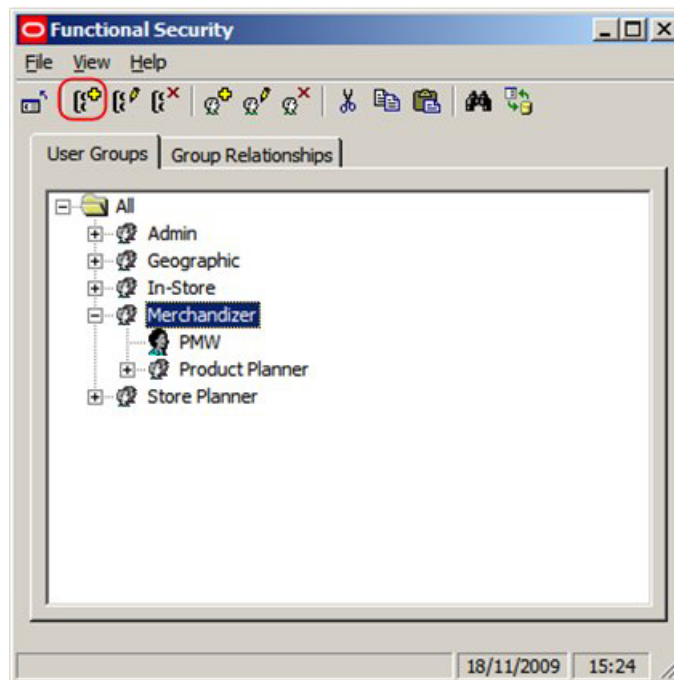 Functional Security
File View Help
User Groups Group Relationships
All
Admin
Geographic
In-Store
Merchandizer
PMW
Product Planner
Store Planner
18/11/2009 15:24